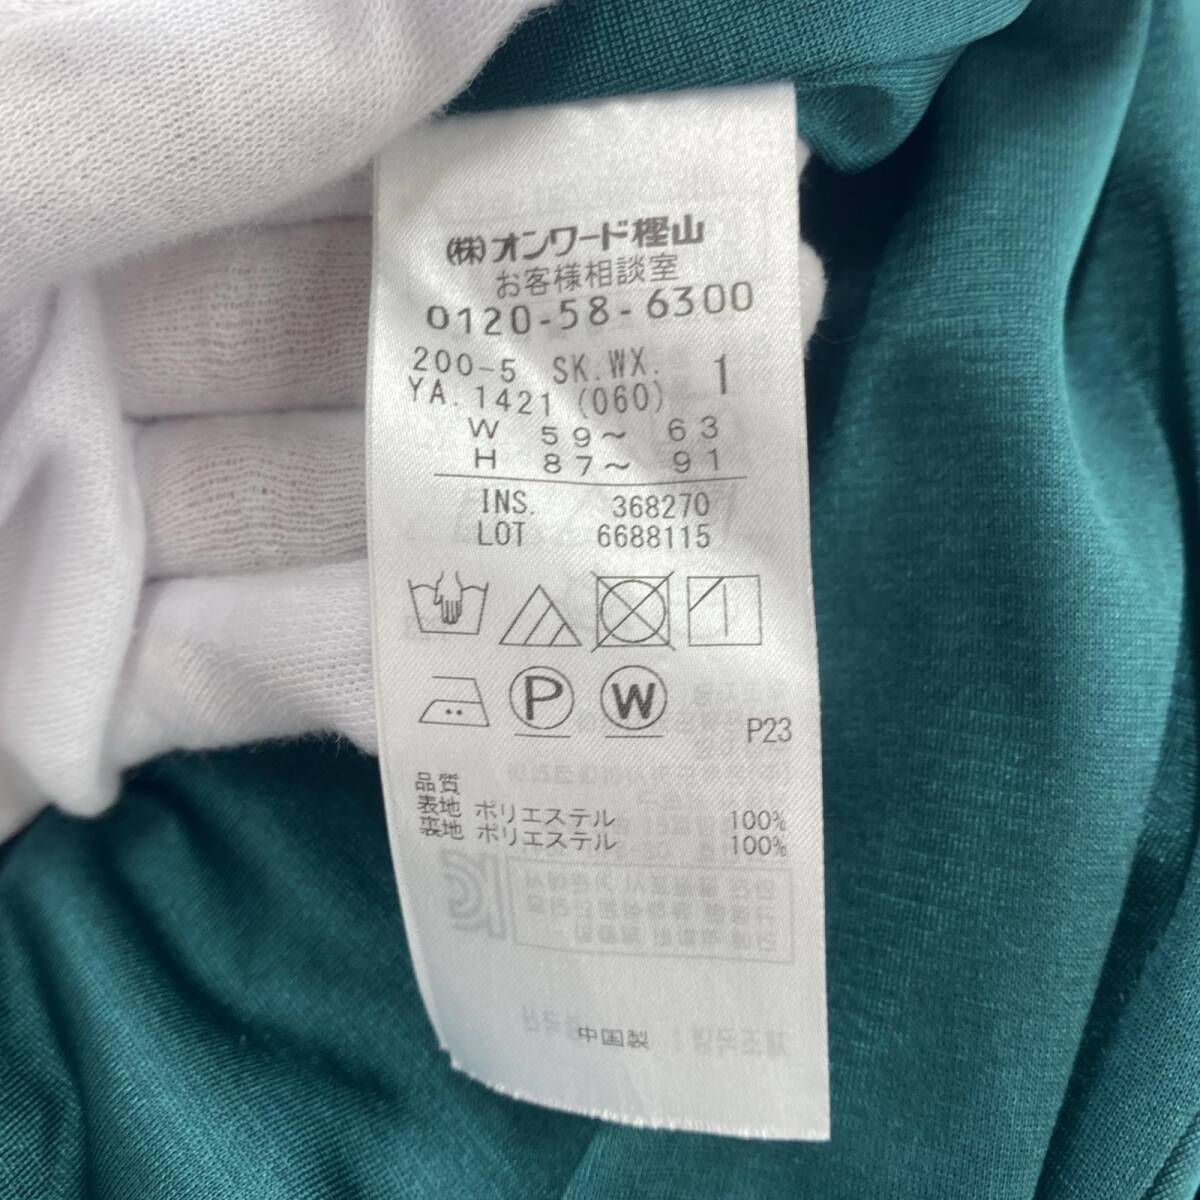 (株)オンワード樫山
お客様相談室
0120-58-6300
200-5 SK.WX. 1
YA.1421 (060)
W 59~ 63
H 87~ 91
INS. 368270
LOT 6688115
P W
P23
品質
表地 ポリエステル 100%
裏地 ポリエステル 100%
中国製